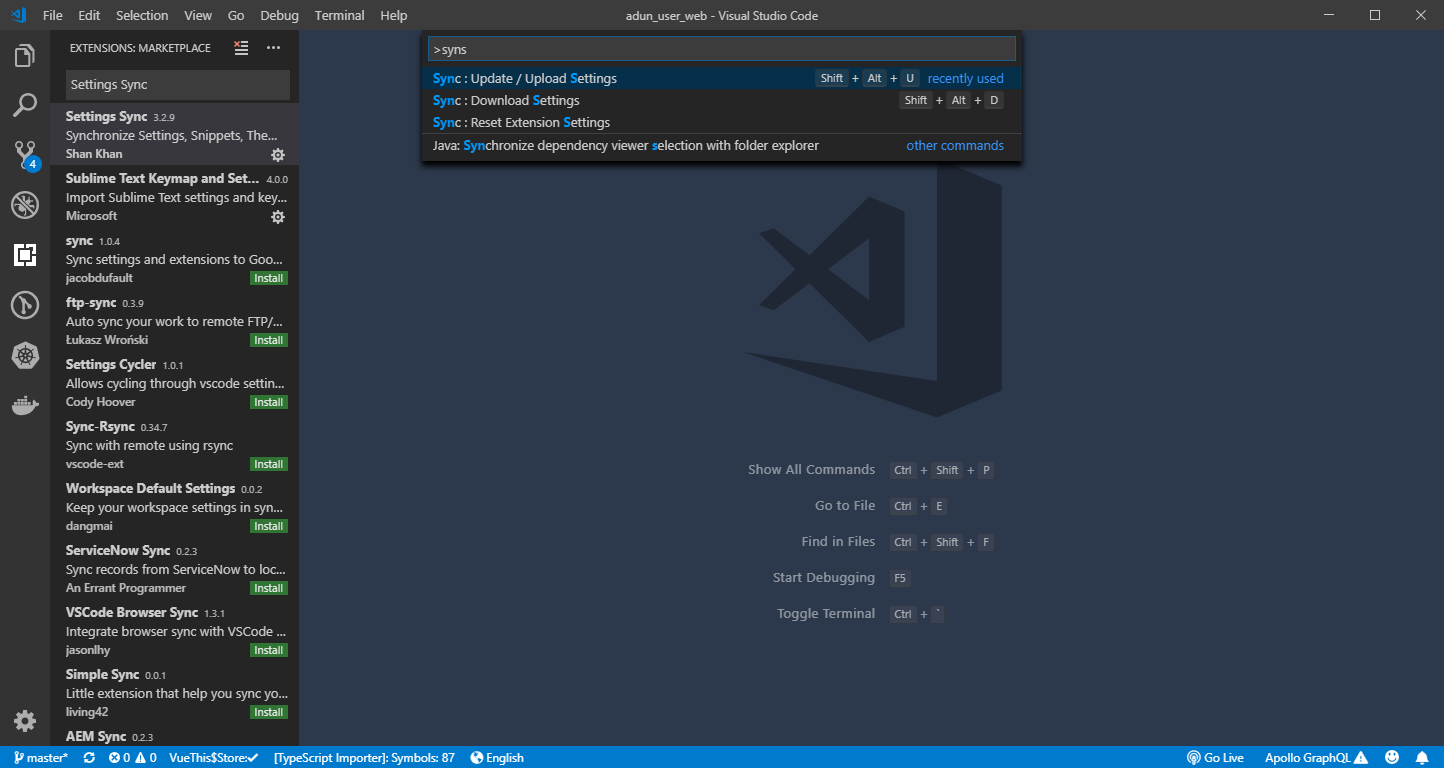 File Edit Selection View Go Debug Terminal Help
adun_user_web - Visual Studio Code
EXTENSIONS: MARKETPLACE
Settings Sync
Settings Sync 3.2.9
Synchronize Settings, Snippets, The...
Shan Khan
Sublime Text Keymap and Set... 4.0.0
Import Sublime Text settings and key...
Microsoft
sync 1.0.4
Sync settings and extensions to Goo...
jacobdufault Install
ftp-sync 0.3.9
Auto sync your work to remote FTP/...
Łukasz Wroński Install
Settings Cycler 1.0.1
Allows cycling through vscode settin...
Cody Hoover Install
Sync-Rsync 0.34.7
Sync with remote using rsync
vscode-ext Install
Workspace Default Settings 0.0.2
Keep your workspace settings in syn...
dangmai Install
ServiceNow Sync 0.2.3
Sync records from ServiceNow to loc...
An Errant Programmer Install
VSCode Browser Sync 1.3.1
Integrate browser sync with VSCode ...
jasonlhy Install
Simple Sync 0.0.1
Little extension that help you sync yo...
living42 Install
AEM Sync 0.2.3
4
>syns
Sync : Update / Upload Settings Shift + Alt + U recently used
Sync : Download Settings Shift + Alt + D
Sync : Reset Extension Settings
Java: Synchronize dependency viewer selection with folder explorer other commands
Show All Commands Ctrl + Shift + P
Go to File Ctrl + E
Find in Files Ctrl + Shift + F
Start Debugging F5
Toggle Terminal Ctrl + `
master* 0 0 VueThis$Store: [TypeScript Importer]: Symbols: 87 English Go Live Apollo GraphQL